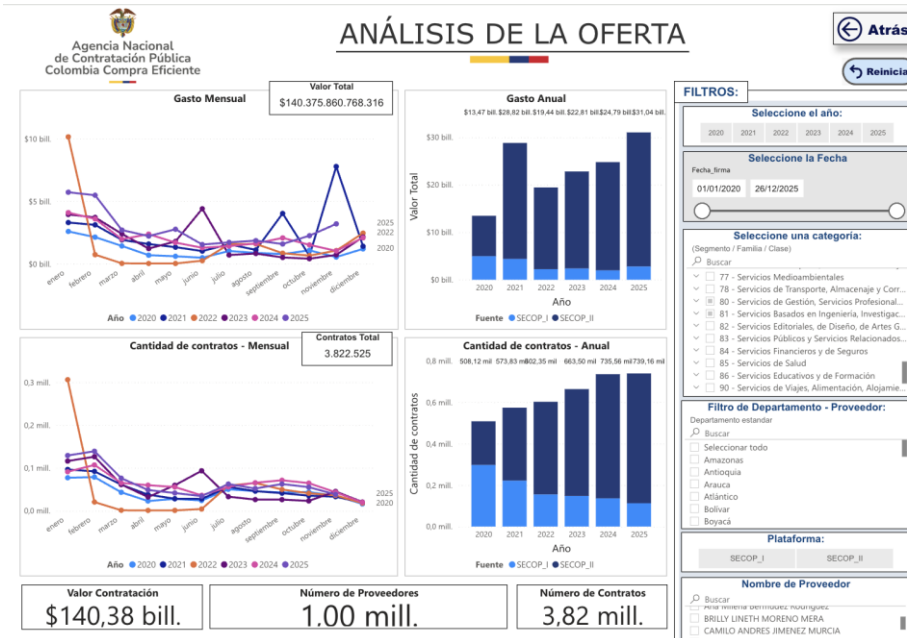 Agencia Nacional
de Contratación Pública
Colombia Compra Eficiente
ANÁLISIS DE LA OFERTA
Atrás
Reinicia
Gasto Mensual
Valor Total
$140.375.860.768.316
$10 bill.
$5 bill.
$0 bill.
2025
2022
2020
enero
febrero
marzo
abril
mayo
junio
julio
agosto
septiembre
octubre
noviembre
diciembre
Año 2020 2021 2022 2023 2024 2025
Gasto Anual
$13,47 bill. $28,82 bill. $19,44 bill. $22,81 bill. $24,79 bill. $31,04 bill.
Valor Total
$30 bill.
$20 bill.
$10 bill.
$0 bill.
2020 2021 2022 2023 2024 2025
Año
Fuente SECOP_I SECOP_II
Cantidad de contratos - Mensual
Contratos Total
3.822.525
0,3 mill.
0,2 mill.
0,1 mill.
0,0 mill.
2025
2020
enero
febrero
marzo
abril
mayo
junio
julio
agosto
septiembre
octubre
noviembre
diciembre
Año 2020 2021 2022 2023 2024 2025
Cantidad de contratos - Anual
508,12 mil 573,83 mil 602,35 mil 663,50 mil 735,56 mil 739,16 mil
Cantidad de contratos
0,8 mill.
0,6 mill.
0,4 mill.
0,2 mill.
0,0 mill.
2020 2021 2022 2023 2024 2025
Año
Fuente SECOP_I SECOP_II
Valor Contratación
$140,38 bill.
Número de Proveedores
1,00 mill.
Número de Contratos
3,82 mill.
FILTROS:
Seleccione el año:
2020 2021 2022 2023 2024 2025
Seleccione la Fecha
Fecha_firma
01/01/2020 26/12/2025
Seleccione una categoría:
(Segmento / Familia / Clase)
Buscar
77 - Servicios Medioambientales
78 - Servicios de Transporte, Almacenaje y Corr...
80 - Servicios de Gestión, Servicios Profesional...
81 - Servicios Basados en Ingeniería, Investigac...
82 - Servicios Editoriales, de Diseño, de Artes G...
83 - Servicios Públicos y Servicios Relacionados...
84 - Servicios Financieros y de Seguros
85 - Servicios de Salud
86 - Servicios Educativos y de Formación
90 - Servicios de Viajes, Alimentación, Alojamie...
Filtro de Departamento - Proveedor:
Departamento estandar
Buscar
Seleccionar todo
Amazonas
Antioquia
Arauca
Atlántico
Bolívar
Boyacá
Plataforma:
SECOP_I SECOP_II
Nombre de Proveedor
Buscar
Ana Milena Bermudez Rodriguez
BRILLY LINETH MORENO MERA
CAMILO ANDRES JIMENEZ MURCIA